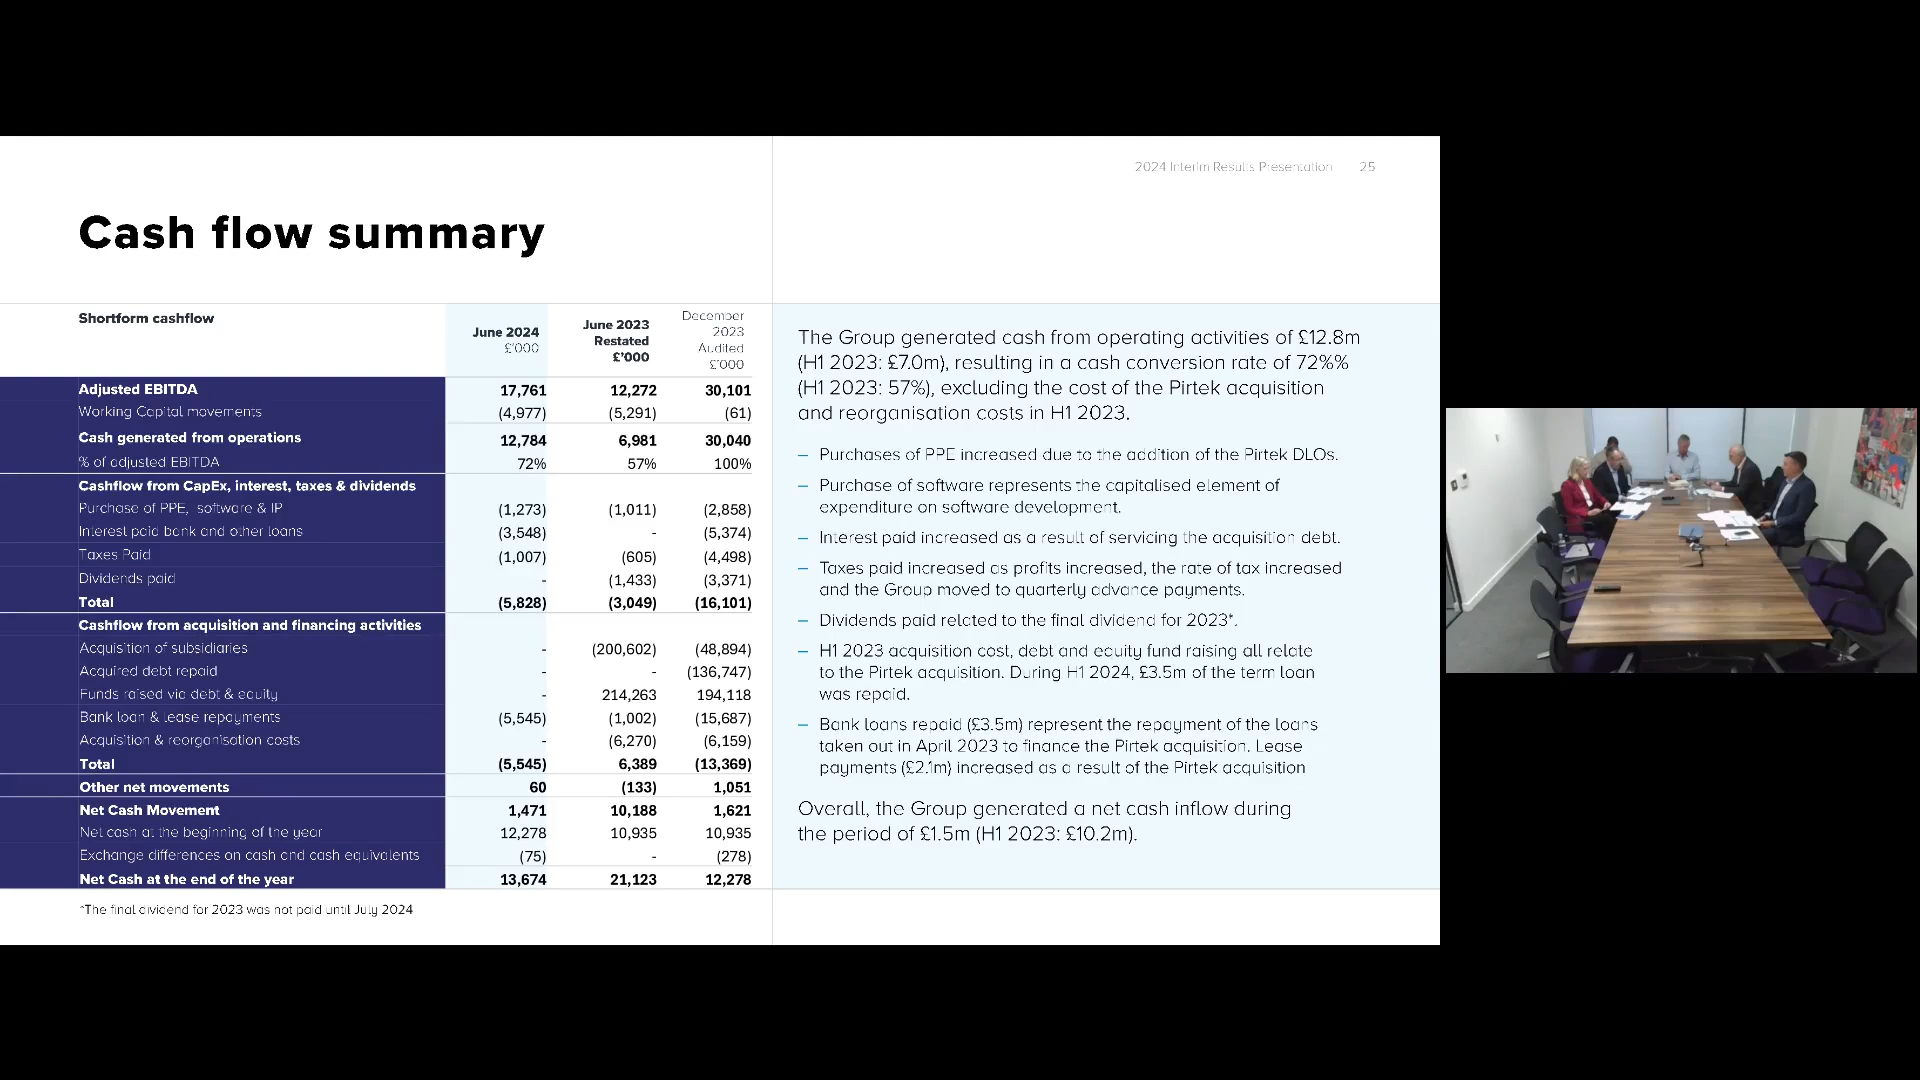 2024 Interim Results Presentation 25
Cash flow summary
Shortform cashflow
June 2024
£'000
June 2023
Restated
£'000
December
2023
Audited
£'000
Adjusted EBITDA 17,761 12,272 30,101
Working Capital movements (4,977) (5,291) (61)
Cash generated from operations 12,784 6,981 30,040
% of adjusted EBITDA 72% 57% 100%
Cashflow from CapEx, interest, taxes & dividends
Purchase of PPE, software & IP (1,273) (1,011) (2,858)
Interest paid bank and other loans (3,548) - (5,374)
Taxes Paid (1,007) (605) (4,498)
Dividends paid - (1,433) (3,371)
Total (5,828) (3,049) (16,101)
Cashflow from acquisition and financing activities
Acquisition of subsidiaries - (200,602) (48,894)
Acquired debt repaid - - (136,747)
Funds raised via debt & equity - 214,263 194,118
Bank loan & lease repayments (5,545) (1,002) (15,687)
Acquisition & reorganisation costs - (6,270) (6,159)
Total (5,545) 6,389 (13,369)
Other net movements 60 (133) 1,051
Net Cash Movement 1,471 10,188 1,621
Net cash at the beginning of the year 12,278 10,935 10,935
Exchange differences on cash and cash equivalents (75) - (278)
Net Cash at the end of the year 13,674 21,123 12,278
*The final dividend for 2023 was not paid until July 2024
The Group generated cash from operating activities of £12.8m
(H1 2023: £7.0m), resulting in a cash conversion rate of 72%%
(H1 2023: 57%), excluding the cost of the Pirtek acquisition
and reorganisation costs in H1 2023.
– Purchases of PPE increased due to the addition of the Pirtek DLOs.
– Purchase of software represents the capitalised element of
expenditure on software development.
– Interest paid increased as a result of servicing the acquisition debt.
– Taxes paid increased as profits increased, the rate of tax increased
and the Group moved to quarterly advance payments.
– Dividends paid related to the final dividend for 2023*.
– H1 2023 acquisition cost, debt and equity fund raising all relate
to the Pirtek acquisition. During H1 2024, £3.5m of the term loan
was repaid.
– Bank loans repaid (£3.5m) represent the repayment of the loans
taken out in April 2023 to finance the Pirtek acquisition. Lease
payments (£2.1m) increased as a result of the Pirtek acquisition
Overall, the Group generated a net cash inflow during
the period of £1.5m (H1 2023: £10.2m).